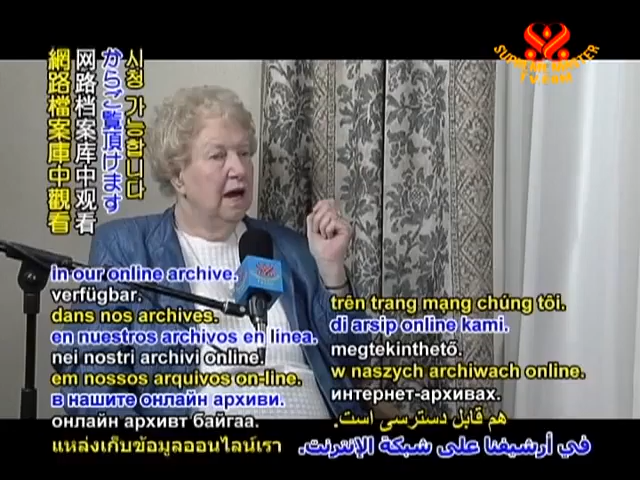 SUPREME MASTER
TV.COM
시청 가능합니다
からご覧頂けます
网路档案库中观看
網路檔案庫中觀看
in our online archive.
verfügbar.
dans nos archives.
en nuestros archivos en línea.
nei nostri archivi online.
em nossos arquivos on-line.
в нашите онлайн архиви.
онлайн архивт байгаа.
แหล่งเก็บข้อมูลออนไลน์เรา
trên trang mạng chúng tôi.
di arsip online kami.
megtekinthető.
w naszych archiwach online.
интернет-архивах.
هم قابل دسترسی است.
في أرشيفنا على شبكة الإنترنت.